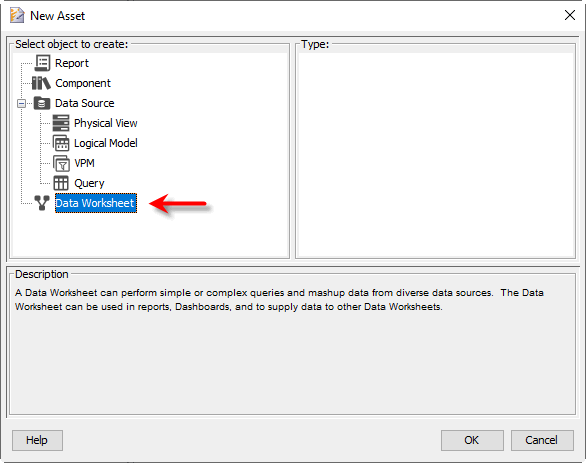 New Asset
Select object to create:
Type:
Report
Component
Data Source
Physical View
Logical Model
VPM
Query
Data Worksheet
Description
A Data Worksheet can perform simple or complex queries and mashup data from diverse data sources.  The Data
Worksheet can be used in reports, Dashboards, and to supply data to other Data Worksheets.
Help
OK
Cancel